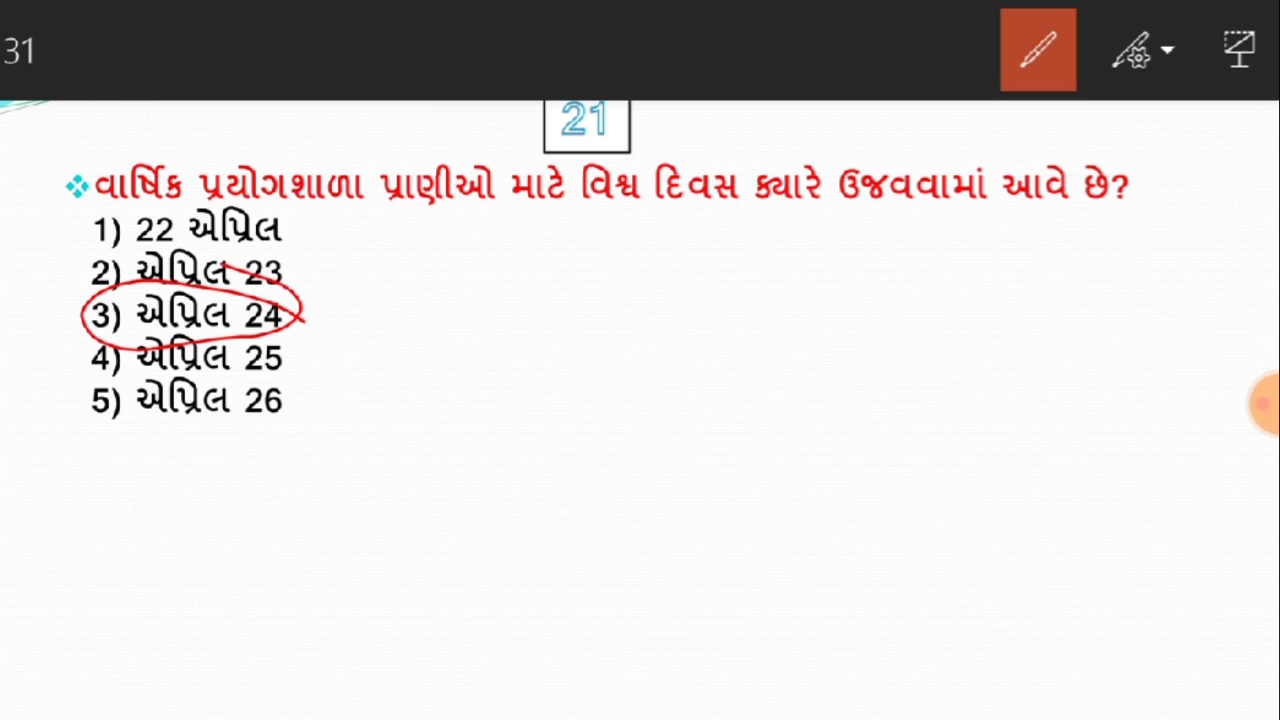 31
21
વાર્ષિક પ્રયોગશાળા પ્રાણીઓ માટે વિશ્વ દિવસ ક્યારે ઉજવવામાં આવે છે?
1) 22 એપ્રિલ
2) એપ્રિલ 23
3) એપ્રિલ 24
4) એપ્રિલ 25
5) એપ્રિલ 26